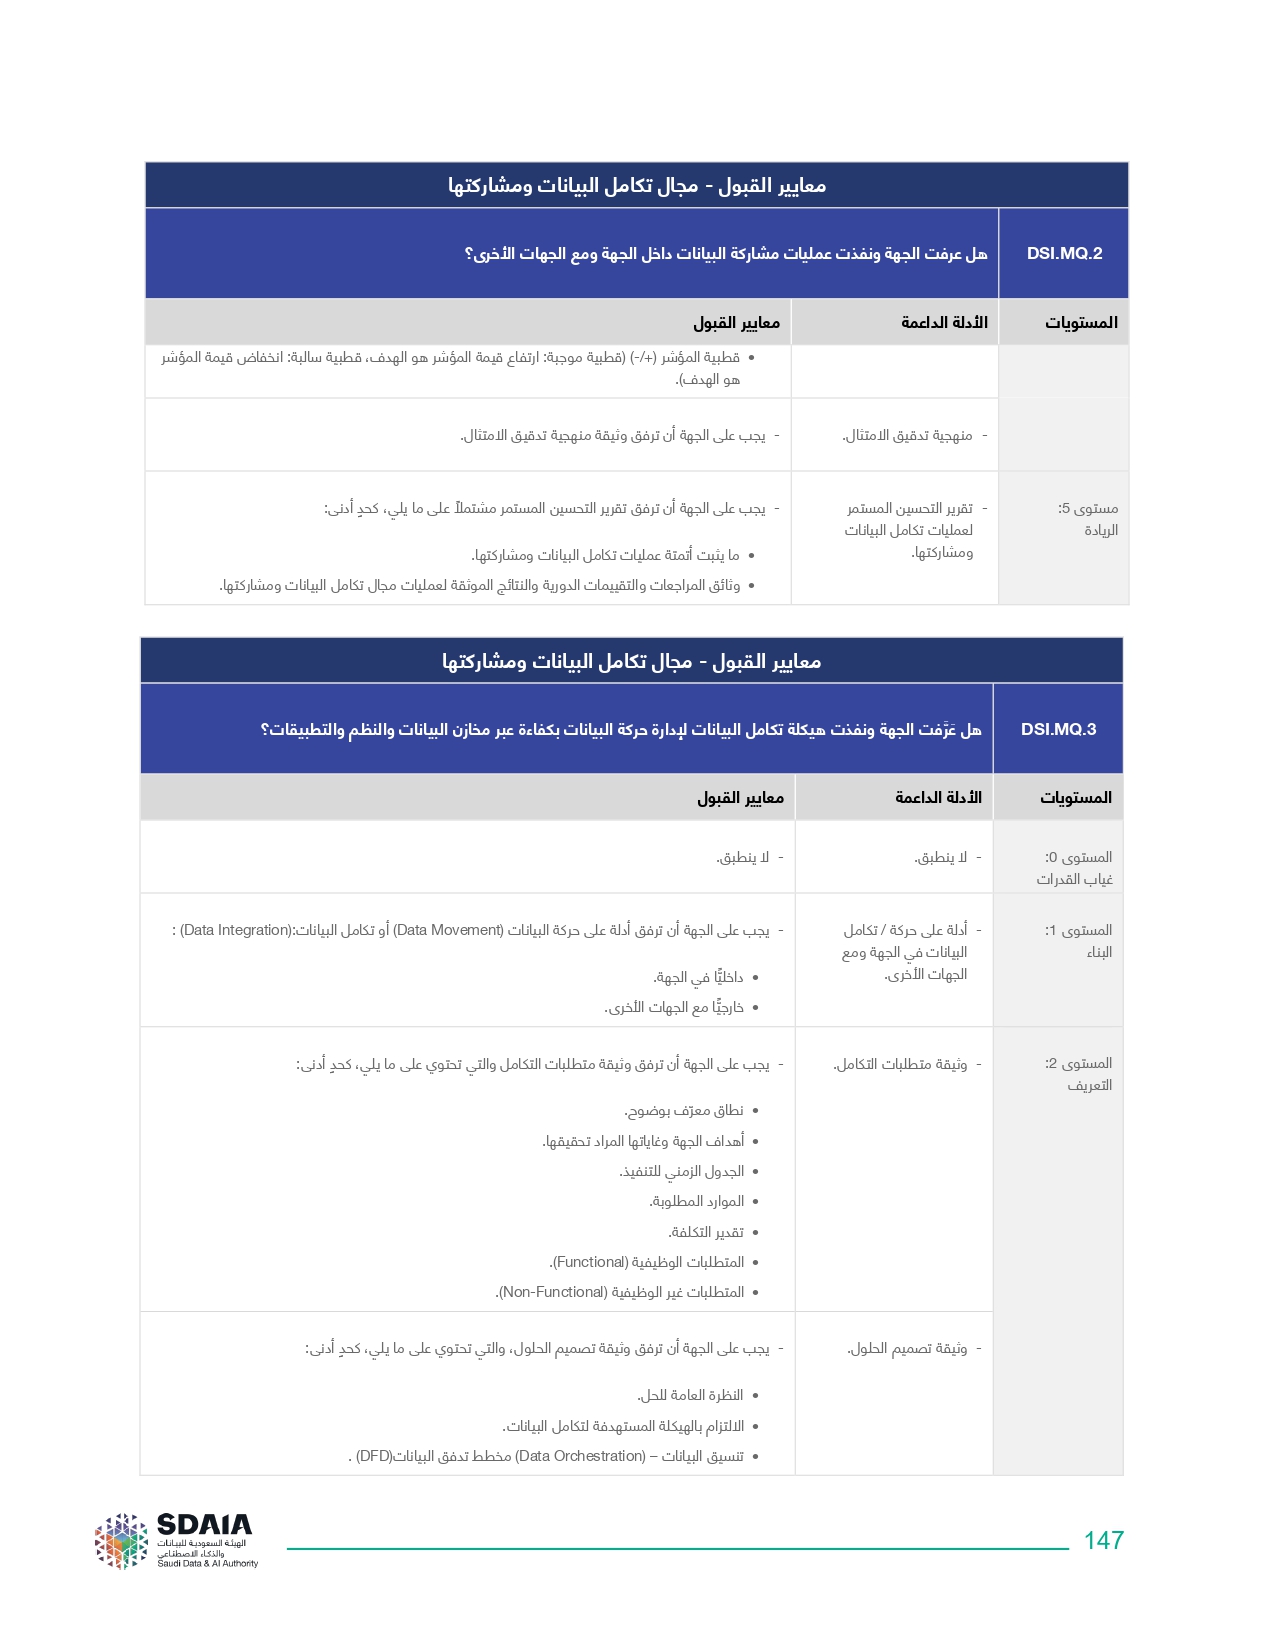 معايير القبول - مجال تكامل البيانات ومشاركتها
DSI.MQ.2
هل عرفت الجهة ونفذت عمليات مشاركة البيانات داخل الجهة ومع الجهات الأخرى؟
المستويات
الأدلة الداعمة
معايير القبول
• قطبية المؤشر (+/-) (قطبية موجبة: ارتفاع قيمة المؤشر هو الهدف، قطبية سالبة: انخفاض قيمة المؤشر
هو الهدف).
- منهجية تدقيق الامتثال.
- يجب على الجهة أن ترفق وثيقة منهجية تدقيق الامتثال.
مستوى 5:
الريادة
- تقرير التحسين المستمر
لعمليات تكامل البيانات
ومشاركتها.
- يجب على الجهة أن ترفق تقرير التحسين المستمر مشتملاً على ما يلي، كحدٍ أدنى:
• ما يثبت أتمتة عمليات تكامل البيانات ومشاركتها.
• وثائق المراجعات والتقييمات الدورية والنتائج الموثقة لعمليات مجال تكامل البيانات ومشاركتها.
معايير القبول - مجال تكامل البيانات ومشاركتها
DSI.MQ.3
هل عَرَّفت الجهة ونفذت هيكلة تكامل البيانات لإدارة حركة البيانات بكفاءة عبر مخازن البيانات والنظم والتطبيقات؟
المستويات
الأدلة الداعمة
معايير القبول
المستوى 0:
غياب القدرات
- لا ينطبق.
- لا ينطبق.
المستوى 1:
البناء
- أدلة على حركة / تكامل
البيانات في الجهة ومع
الجهات الأخرى.
- يجب على الجهة أن ترفق أدلة على حركة البيانات (Data Movement) أو تكامل البيانات:(Data Integration) :
• داخليًّا في الجهة.
• خارجيًّا مع الجهات الأخرى.
المستوى 2:
التعريف
- وثيقة متطلبات التكامل.
- يجب على الجهة أن ترفق وثيقة متطلبات التكامل والتي تحتوي على ما يلي، كحدٍ أدنى:
• نطاق معرّف بوضوح.
• أهداف الجهة وغاياتها المراد تحقيقها.
• الجدول الزمني للتنفيذ.
• الموارد المطلوبة.
• تقدير التكلفة.
• المتطلبات الوظيفية (Functional).
• المتطلبات غير الوظيفية (Non-Functional).
- وثيقة تصميم الحلول.
- يجب على الجهة أن ترفق وثيقة تصميم الحلول، والتي تحتوي على ما يلي، كحدٍ أدنى:
• النظرة العامة للحل.
• الالتزام بالهيكلة المستهدفة لتكامل البيانات.
• تنسيق البيانات – (Data Orchestration) مخطط تدفق البيانات(DFD) .
SDAIA
الهيئة السعودية للبيانات
والذكاء الاصطناعي
Saudi Data & AI Authority
147